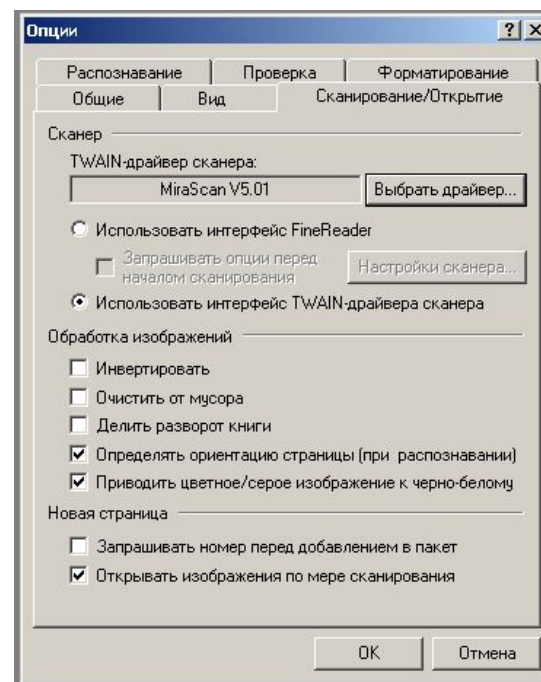 Опции
Распознавание Проверка Форматирование
Общие Вид Сканирование/Открытие
Сканер
TWAIN-драйвер сканера:
MiraScan V5.01 Выбрать драйвер...
Использовать интерфейс FineReader
Запрашивать опции перед
началом сканирования
Настройки сканера...
Использовать интерфейс TWAIN-драйвера сканера
Обработка изображений
Инвертировать
Очистить от мусора
Делить разворот книги
Определять ориентацию страницы (при распознавании)
Приводить цветное/серое изображение к черно-белому
Новая страница
Запрашивать номер перед добавлением в пакет
Открывать изображения по мере сканирования
OK Отмена